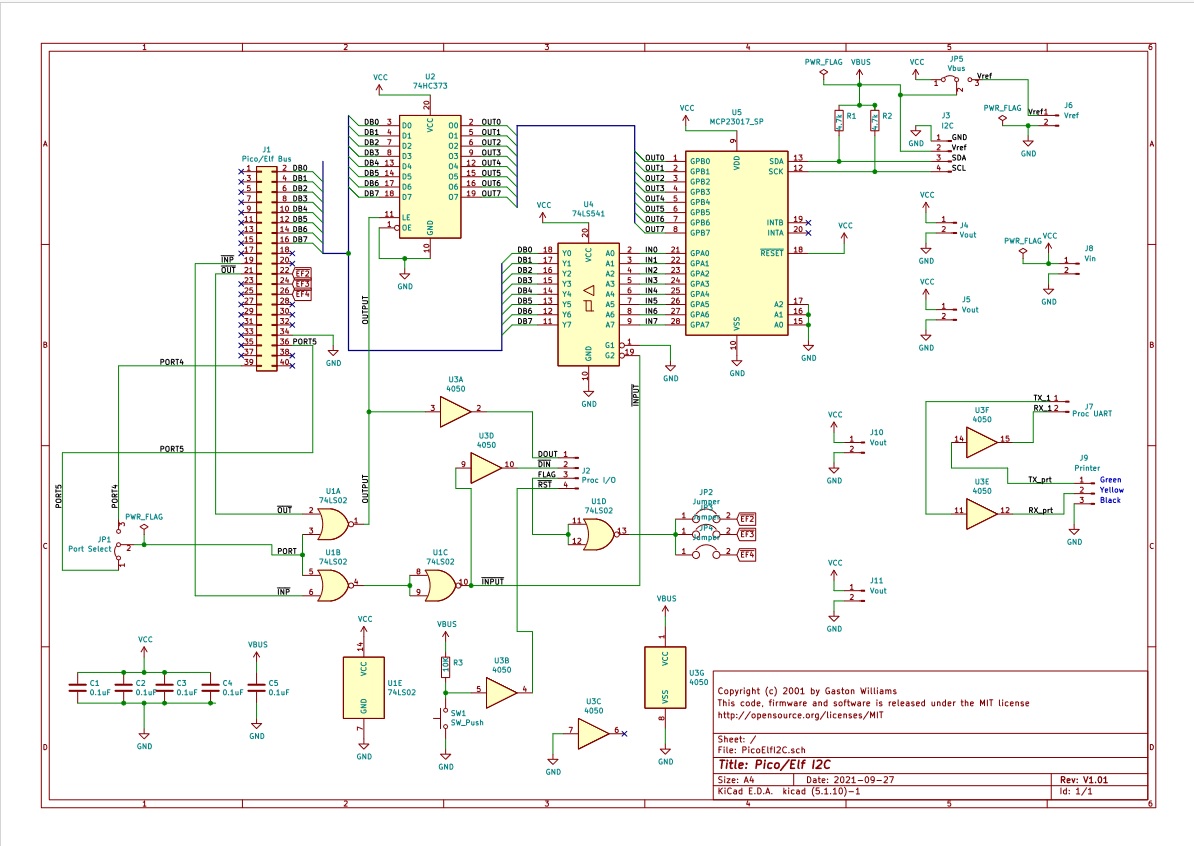 1 2 3 4 5 6
A
B
C
D
J1
Pico/Elf Bus
1 2 DB0
3 4 DB1
5 6 DB2
7 8 DB3
9 10 DB4
11 12 DB5
13 14 DB6
15 16 DB7
17 18
INP 19 20
OUT 21 22 EF2
23 24 EF3
25 26 EF4
27 28
29 30
31 32
33 34
35 36 PORT5
37 38
PORT4 39 40
GND
VCC
U2
74HC373
20
VCC
DB0 3 D0 O0 2 OUT0
DB1 4 D1 O1 5 OUT1
DB2 7 D2 O2 6 OUT2
DB3 8 D3 O3 9 OUT3
DB4 13 D4 O4 12 OUT4
DB5 14 D5 O5 15 OUT5
DB6 17 D6 O6 16 OUT6
DB7 18 D7 O7 19 OUT7
11 LE
1 OE
GND
10
GND
OUTPUT
VCC
U4
74LS541
20
VCC
DB0 18 Y0 A0 2 IN0
DB1 17 Y1 A1 3 IN1
DB2 16 Y2 A2 4 IN2
DB3 15 Y3 A3 5 IN3
DB4 14 Y4 A4 6 IN4
DB5 13 Y5 A5 7 IN5
DB6 12 Y6 A6 8 IN6
DB7 11 Y7 A7 9 IN7
G1 1
G2 19
GND
10
GND
GND
INPUT
VCC
U5
MCP23017_SP
9
VDD
OUT0 1 GPB0 SDA 13
OUT1 2 GPB1 SCK 12
OUT2 3 GPB2
OUT3 4 GPB3
OUT4 5 GPB4
OUT5 6 GPB5
OUT6 7 GPB6 INTB 19
OUT7 8 GPB7 INTA 20
21 GPA0 RESET 18
22 GPA1
23 GPA2
24 GPA3
25 GPA4
26 GPA5 A2 17
27 GPA6 A1 16
28 GPA7 A0 15
VSS
10
GND
GND
VCC
PWR_FLAG
VBUS
4.7k R1
4.7k R2
VCC
JP5
Vbus
1 2 3 Vref
J3
I2C
GND
1 GND
2 Vref
3 SDA
4 SCL
PWR_FLAG
Vref1 1
2
J6
Vref
GND
VCC
1
2
J4
Vout
GND
PWR_FLAG
VCC
1
2
J8
Vin
GND
VCC
1
2
J5
Vout
GND
U3A
4050
3 2
U3D
4050
9 10
DOUT 1
DIN 2
FLAG 3
RST 4
J2
Proc I/O
OUTPUT
PORT5
PORT5
PORT4
PWR_FLAG
JP1
Port Select
3
2
1
PORT
OUT
U1A
74LS02
2
3
1
U1B
74LS02
5
6
4
INP
U1C
74LS02
8
9
10
INPUT
U1D
74LS02
11
12
13
JP2
Jumper
1 2 EF2
Jumper
1 2 EF3
JP4
Jumper
1 2 EF4
VCC
1
2
J10
Vout
GND
VCC
1
2
J11
Vout
GND
TX_1 1
RX_1 2
J7
Proc UART
U3F
4050
14 15
U3E
4050
11 12
J9
Printer
TX_prt 1 Green
2 Yellow
RX_prt 3 Black
GND
VCC
C1
0.1uF
C2
0.1uF
C3
0.1uF
C4
0.1uF
GND
VBUS
C5
0.1uF
GND
VCC
14
VCC
U1E
74LS02
GND
7
GND
VBUS
10K R3
SW1
SW_Push
GND
U3B
4050
5 4
U3C
4050
7 6
GND
VBUS
1
VCC
U3G
4050
VSS
8
GND
Copyright (c) 2001 by Gaston Williams
This code, firmware and software is released under the MIT license
http://opensource.org/licenses/MIT
Sheet: /
File: PicoElfI2C.sch
Title: Pico/Elf I2C
Size: A4 Date: 2021-09-27 Rev: V1.01
KiCad E.D.A. kicad (5.1.10)-1 Id: 1/1
1 2 3 4 5 6
A
B
C
D